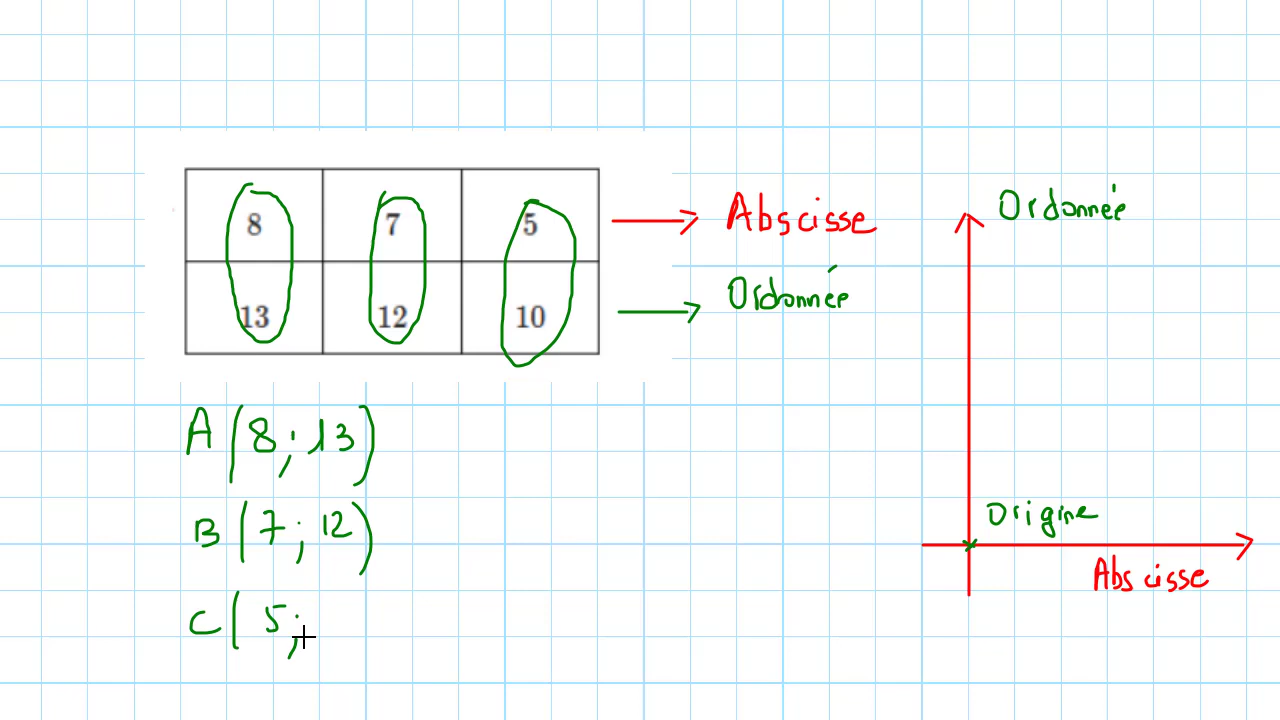 8 7 5
Abscisse
13 12 10
Ordonnée
Ordonnée
A(8;13)
B(7;12)
C(5;
Origine
Abscisse